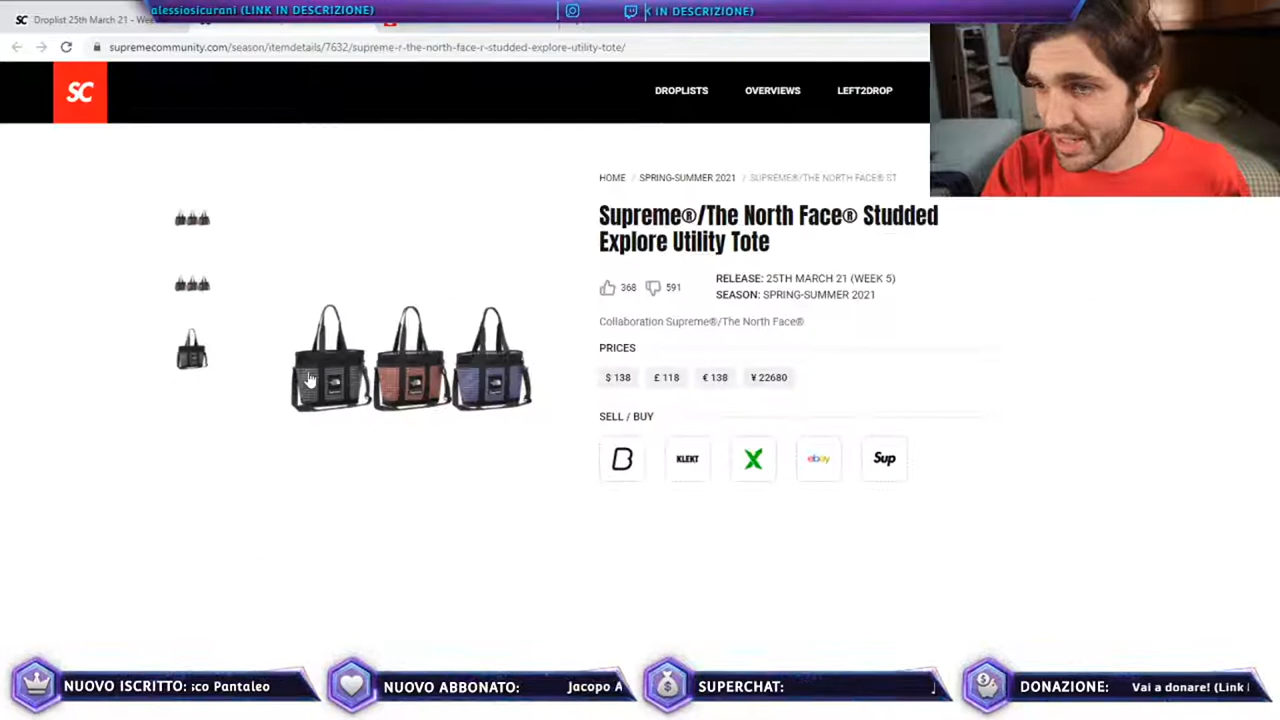 alessiosicurani (LINK IN DESCRIZIONE)
K IN DESCRIZIONE)
SC Droplist 25th March 21 - We
supremecommunity.com/season/itemdetails/7632/supreme-r-the-north-face-r-studded-explore-utility-tote/
SC
DROPLISTS OVERVIEWS LEFT2DROP
HOME / SPRING-SUMMER 2021 / SUPREME®/THE NORTH FACE® ST
Supreme®/The North Face® Studded
Explore Utility Tote
368 591
RELEASE: 25TH MARCH 21 (WEEK 5)
SEASON: SPRING-SUMMER 2021
Collaboration Supreme®/The North Face®
PRICES
$ 138 £ 118 € 138 ¥ 22680
SELL / BUY
B KLEKT X ebay Sup
NUOVO ISCRITTO: sco Pantaleo
NUOVO ABBONATO: Jacopo A
SUPERCHAT:
DONAZIONE: Vai a donare! (Link